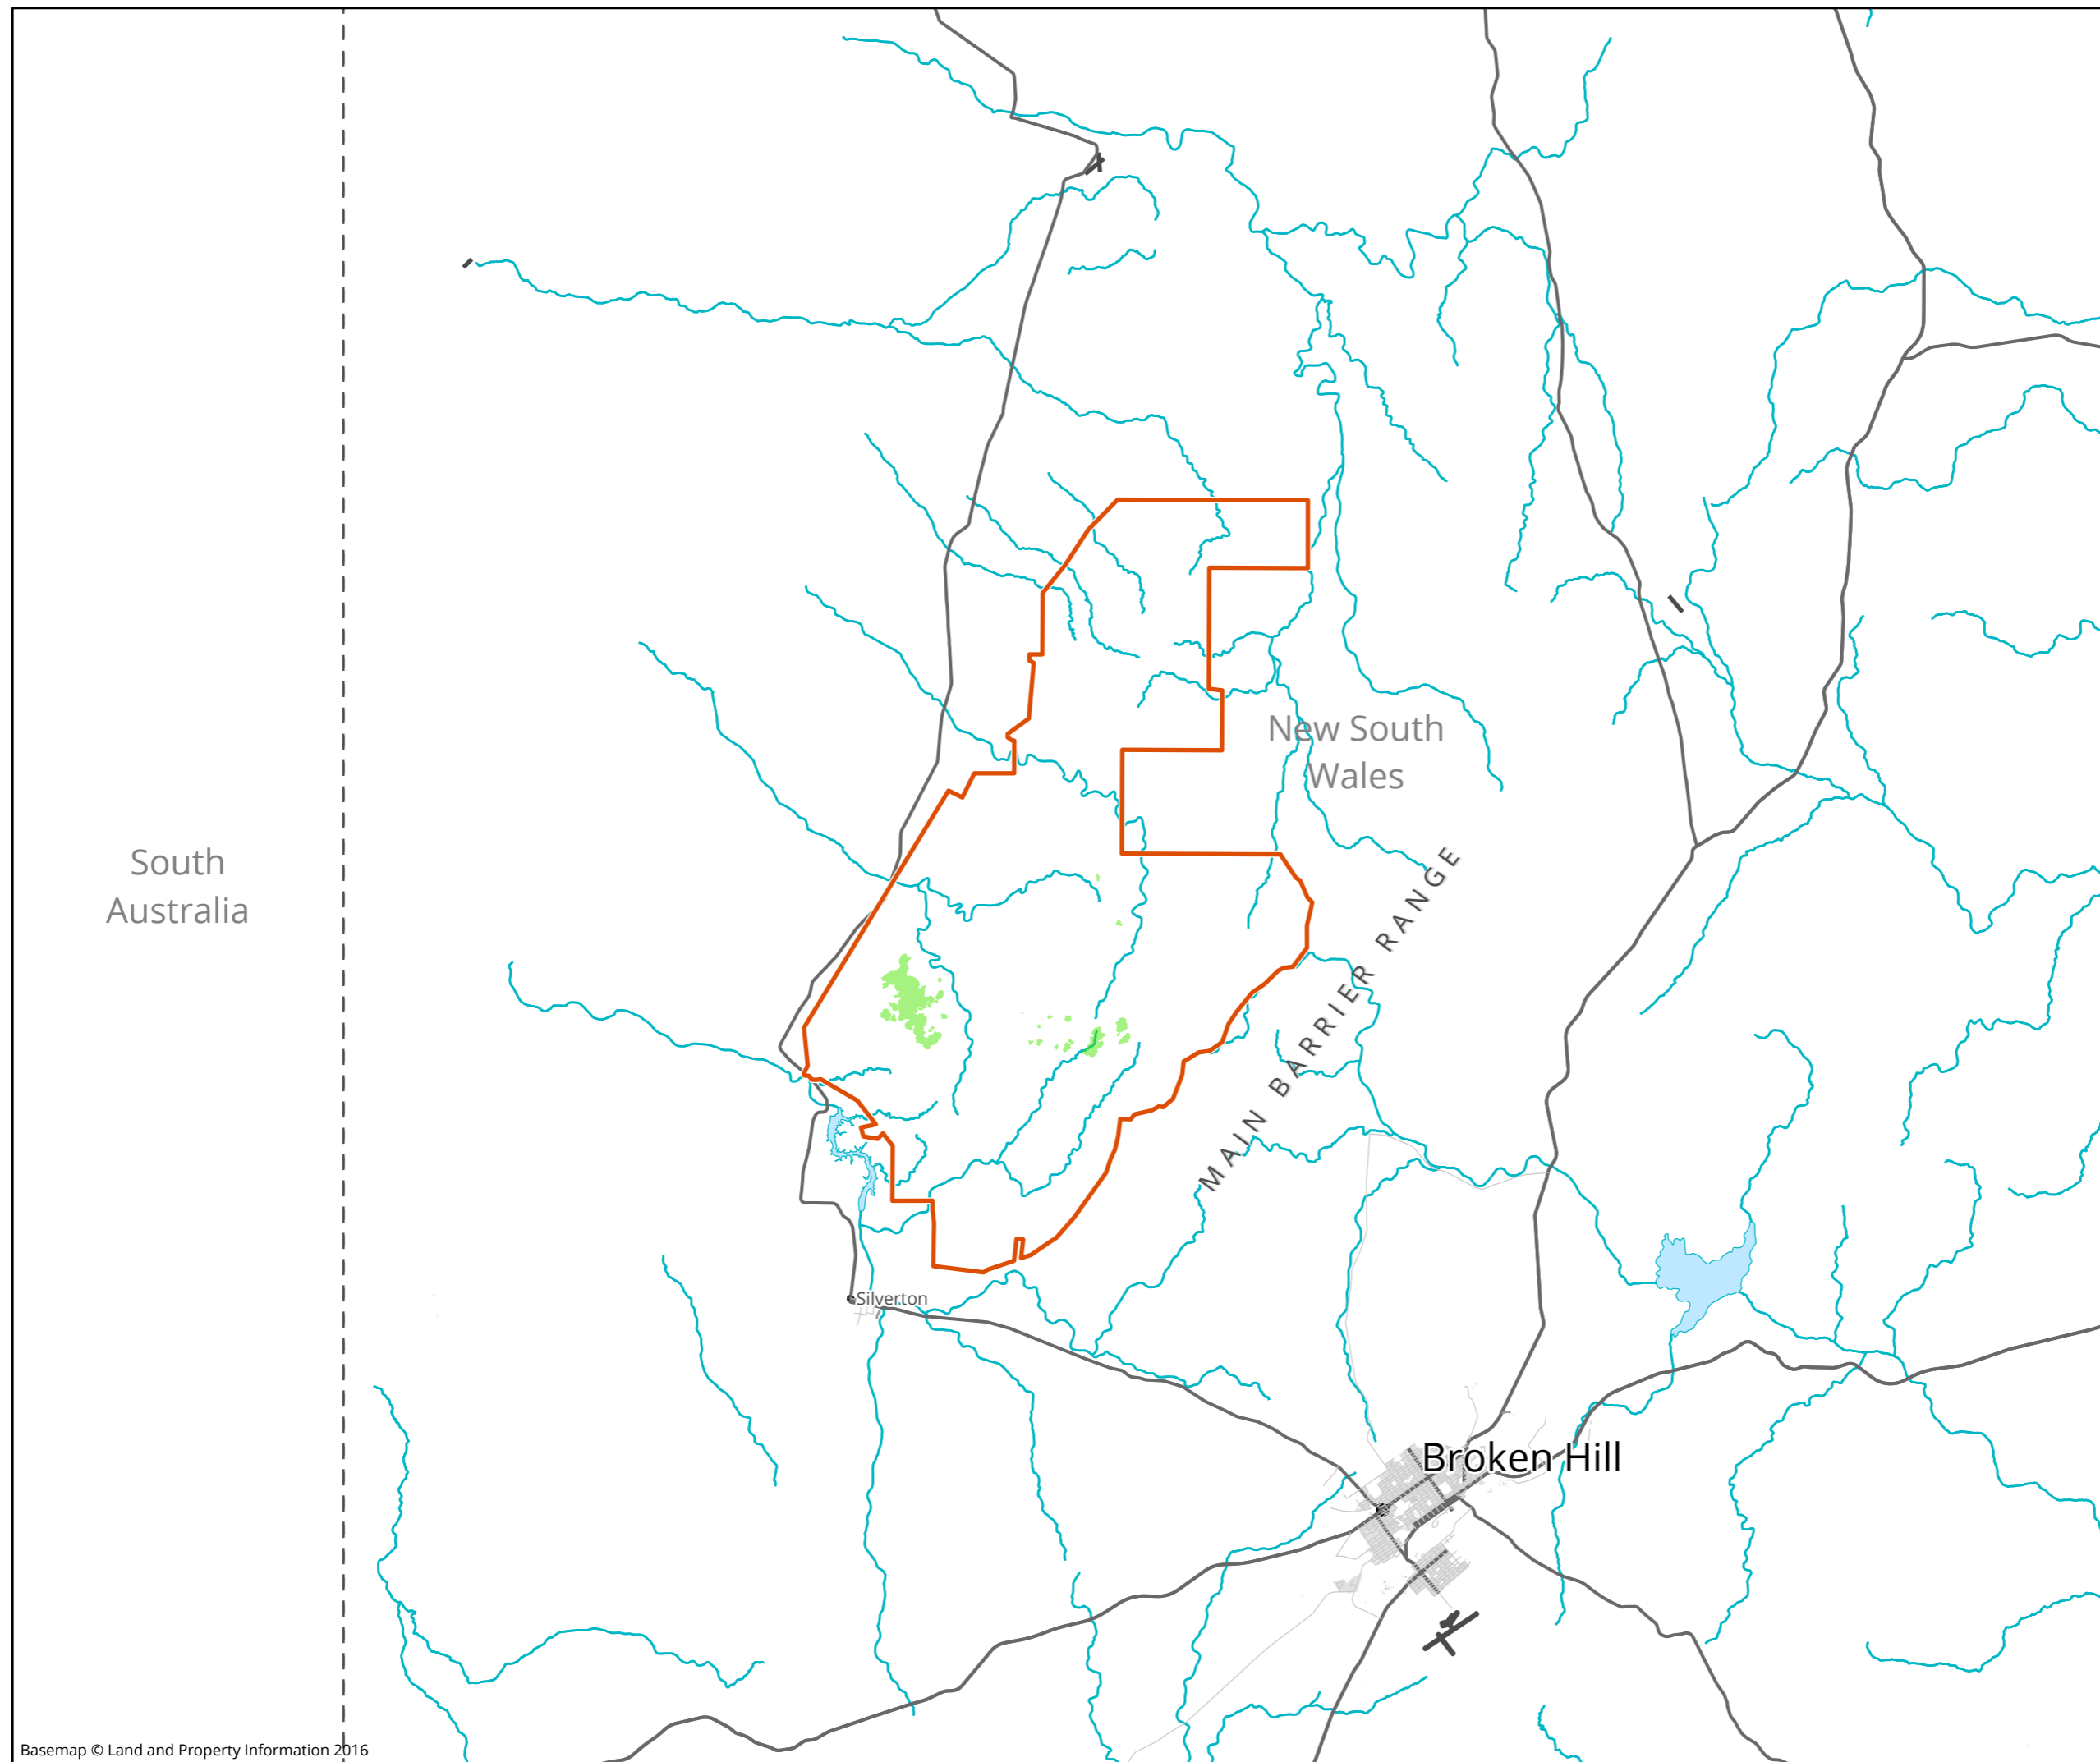 New South
Wales
South
Australia
MAIN BARRIER RANGE
Silverton
Broken Hill
Basemap © Land and Property Information 2016